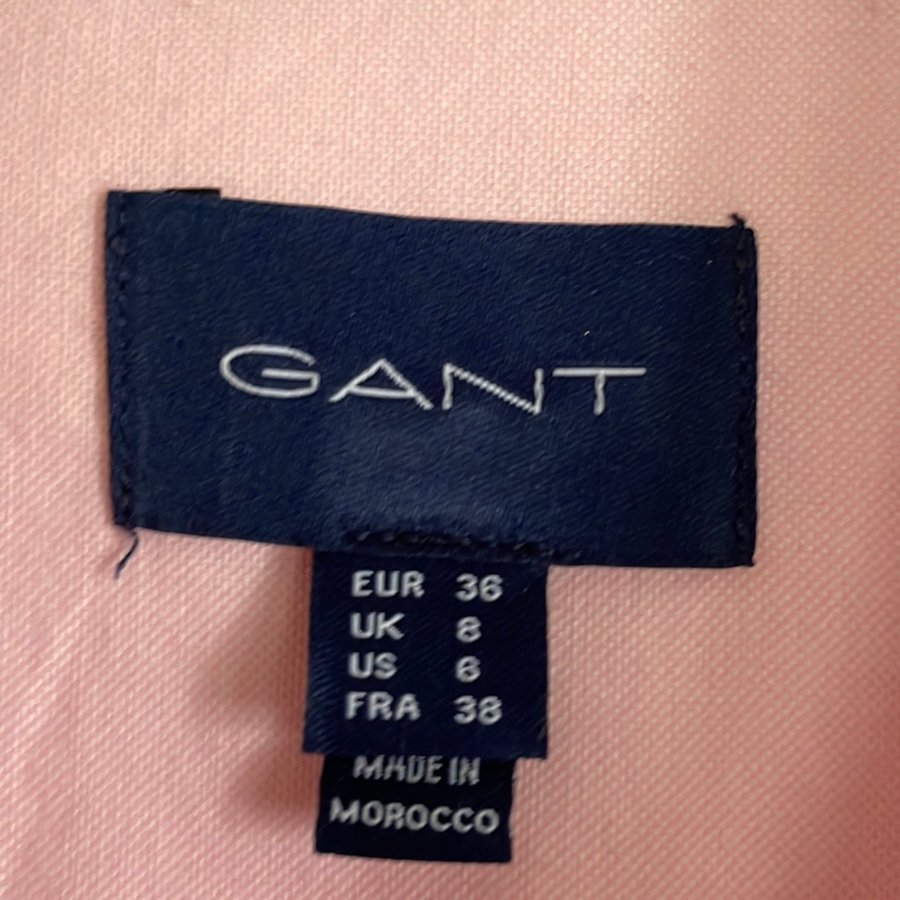 GANT
EUR 36
UK 8
US 6
FRA 38
MADE IN
MOROCCO